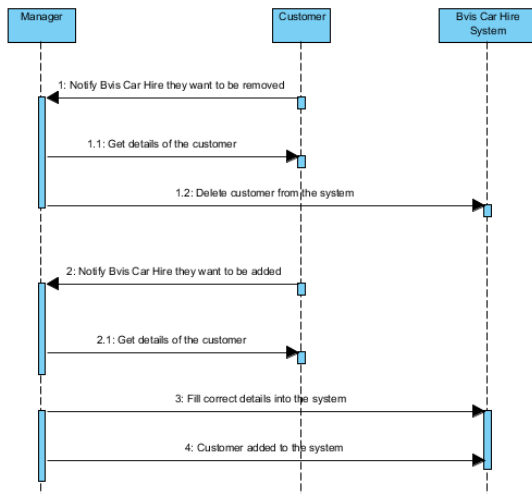 Manager
Customer
Bvis Car Hire
System
1: Notify Bvis Car Hire they want to be removed
1.1: Get details of the customer
1.2: Delete customer from the system
2: Notify Bvis Car Hire they want to be added
2.1: Get details of the customer
3: Fill correct details into the system
4: Customer added to the system